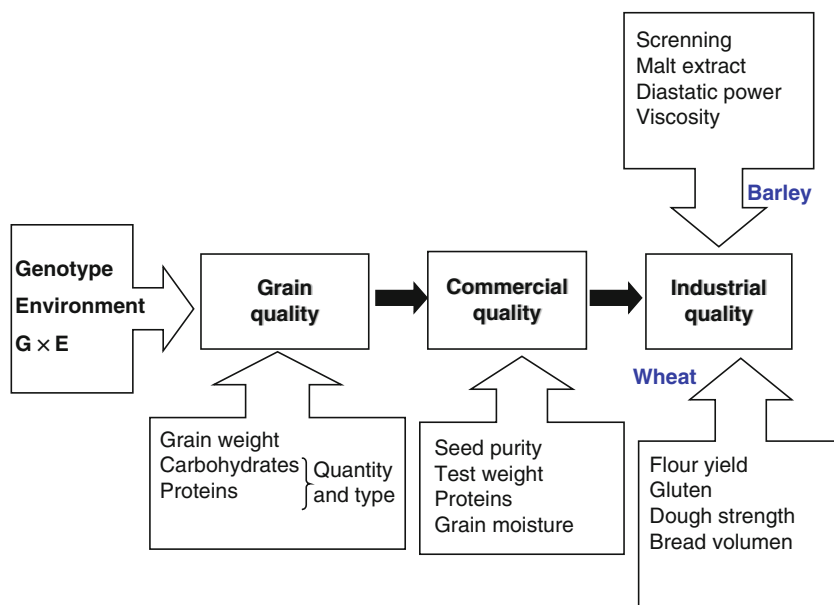 Screnning
Malt extract
Diastatic power
Viscosity
Barley
Genotype
Environment
G × E
Grain
quality
Commercial
quality
Industrial
quality
Wheat
Grain weight
Carbohydrates
Proteins
Quantity
and type
Seed purity
Test weight
Proteins
Grain moisture
Flour yield
Gluten
Dough strength
Bread volumen